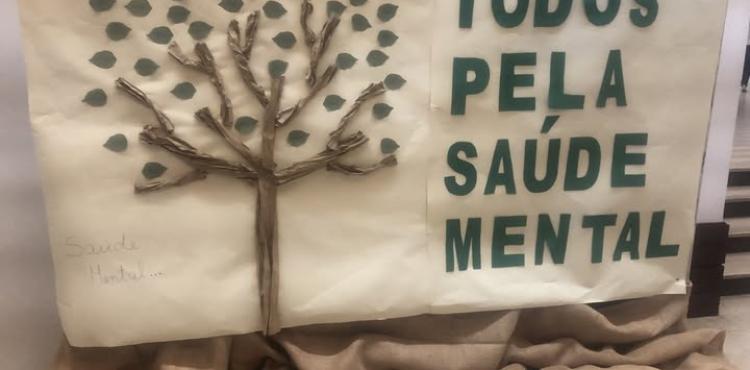 TODOS
PELA
SAÚDE
MENTAL
Saúde
Mental...